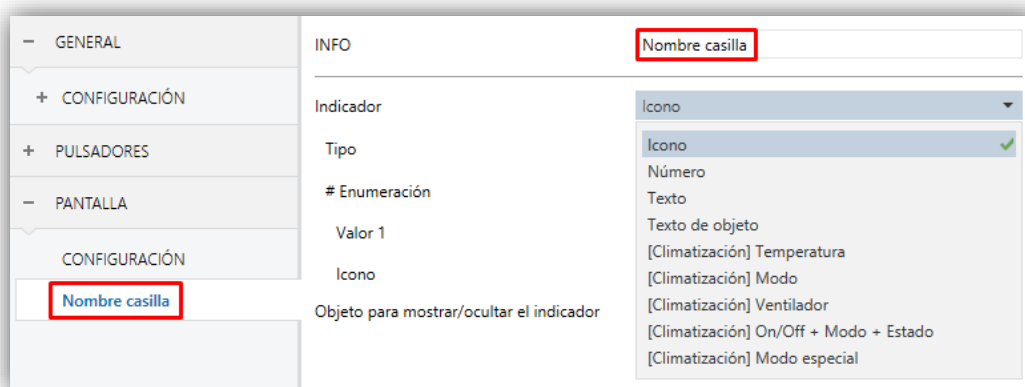 GENERAL
CONFIGURACIÓN
PULSADORES
PANTALLA
CONFIGURACIÓN
Nombre casilla
INFO
Nombre casilla
Indicador
Icono
Tipo
# Enumeración
Valor 1
Icono
Objeto para mostrar/ocultar el indicador
Icono
Número
Texto
Texto de objeto
[Climatización] Temperatura
[Climatización] Modo
[Climatización] Ventilador
[Climatización] On/Off + Modo + Estado
[Climatización] Modo especial